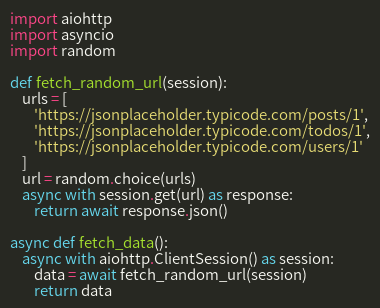 import aiohttp
import asyncio
import random

def fetch_random_url(session):
    urls = [
        'https://jsonplaceholder.typicode.com/posts/1',
        'https://jsonplaceholder.typicode.com/todos/1',
        'https://jsonplaceholder.typicode.com/users/1'
    ]
    url = random.choice(urls)
    async with session.get(url) as response:
        return await response.json()

async def fetch_data():
    async with aiohttp.ClientSession() as session:
        data = await fetch_random_url(session)
        return data